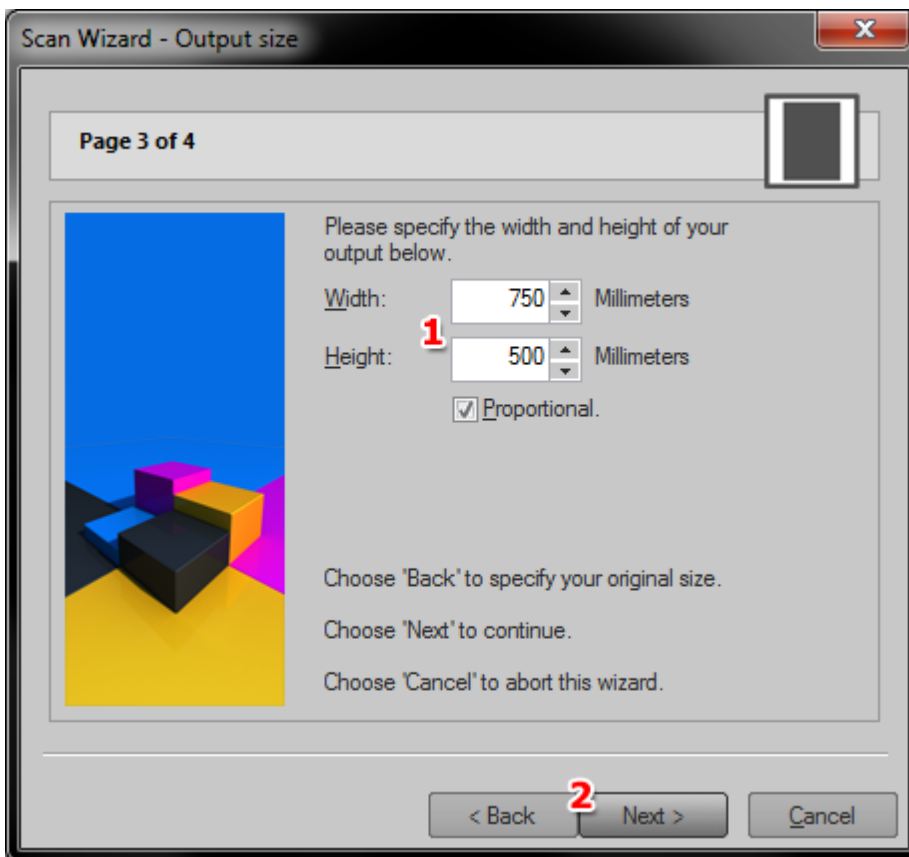 Scan Wizard - Output size
Page 3 of 4
Please specify the width and height of your
output below.
Width: 750 Millimeters
1
Height: 500 Millimeters
Proportional.
Choose "Back" to specify your original size.
Choose "Next" to continue.
Choose "Cancel" to abort this wizard.
2
< Back Next > Cancel